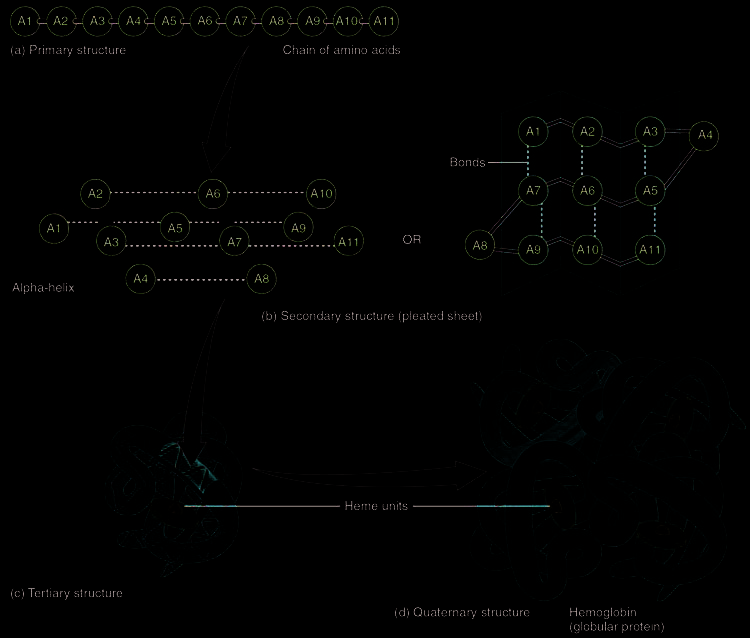 A1 A2 A3 A4 A5 A6 A7 A8 A9 A10 A11
(a) Primary structure
Chain of amino acids
A1 A2 A3 A4
Bonds
A2 A6 A10
A7 A6 A5
A1 A5 A9
A3 A7 A11
OR
A8 A9 A10 A11
A4 A8
Alpha-helix
(b) Secondary structure (pleated sheet)
Heme units
(c) Tertiary structure
(d) Quaternary structure
Hemoglobin
(globular protein)